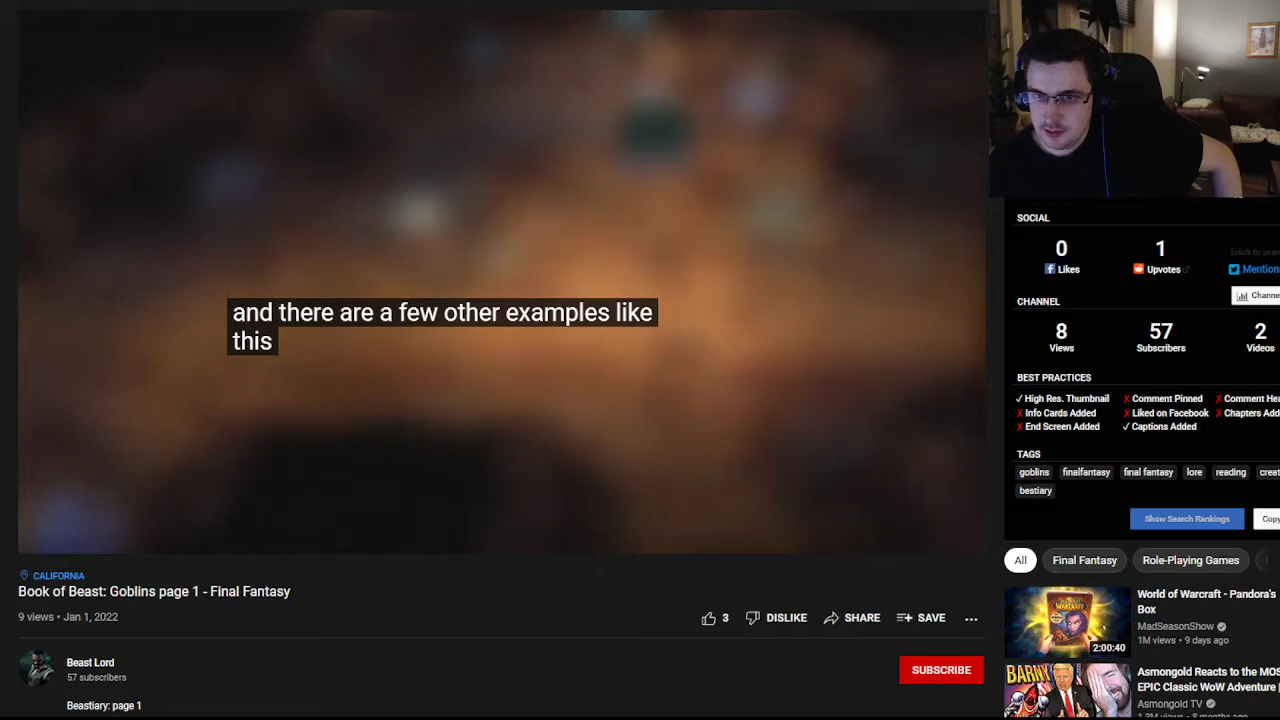 and there are a few other examples like
this
CALIFORNIA
Book of Beast: Goblins page 1 - Final Fantasy
9 views • Jan 1, 2022
3
DISLIKE
SHARE
SAVE
Beast Lord
57 subscribers
SUBSCRIBE
Beastiary: page 1
SOCIAL
0
1
Likes
Upvotes
Mention
CHANNEL
Channe
8
57
2
Views
Subscribers
Videos
BEST PRACTICES
✓ High Res. Thumbnail
✗ Comment Pinned
✗ Comment Hea
✗ Info Cards Added
✗ Liked on Facebook
✗ Chapters Add
✗ End Screen Added
✓ Captions Added
TAGS
goblins
finalfantasy
final fantasy
lore
reading
creat
bestiary
Show Search Rankings
Copy
All
Final Fantasy
Role-Playing Games
World of Warcraft - Pandora's
Box
MadSeasonShow
1M views • 9 days ago
2:00:40
BARNY
Asmongold Reacts to the MOS
EPIC Classic WoW Adventure |
Asmongold TV